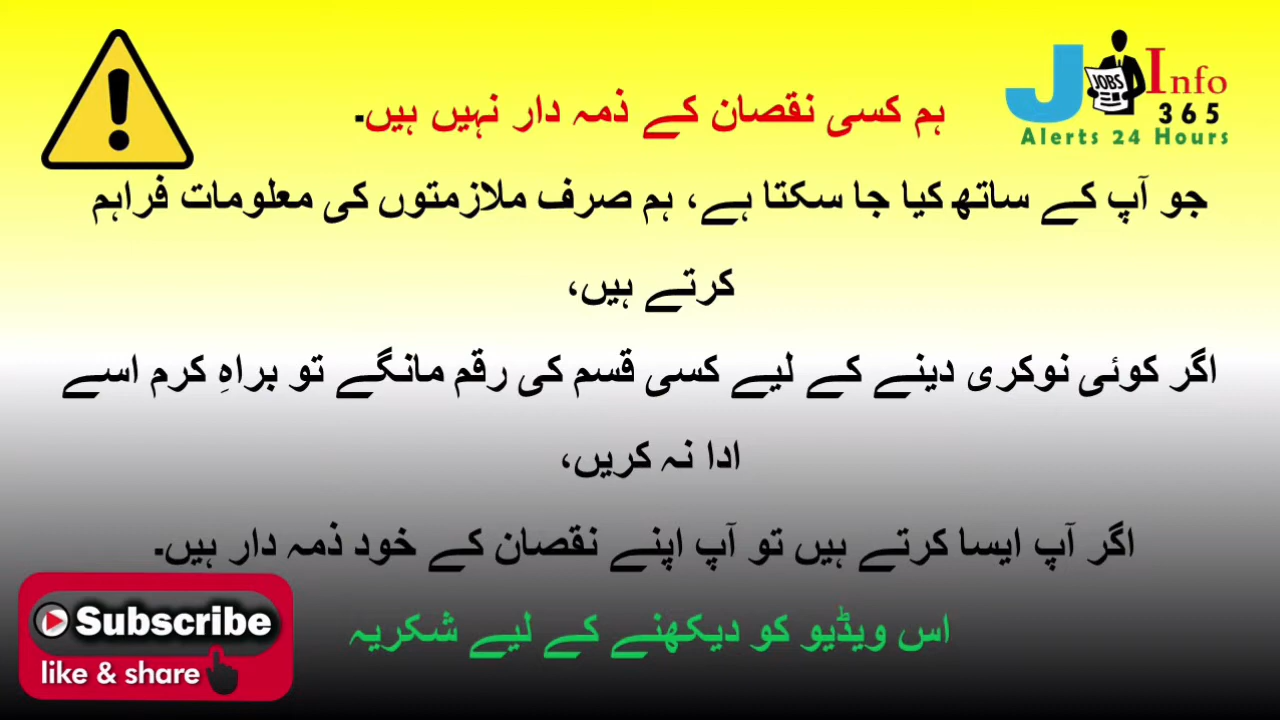 ہم کسی نقصان کے ذمہ دار نہیں ہیں۔
J Info
JOBS
365
Alerts 24 Hours
جو آپ کے ساتھ کیا جا سکتا ہے، ہم صرف ملازمتوں کی معلومات فراہم
کرتے ہیں،
اگر کوئی نوکری دینے کے لیے کسی قسم کی رقم مانگے تو براہِ کرم اسے
ادا نہ کریں،
اگر آپ ایسا کرتے ہیں تو آپ اپنے نقصان کے خود ذمہ دار ہیں۔
اس ویڈیو کو دیکھنے کے لیے شکریہ
Subscribe
like & share